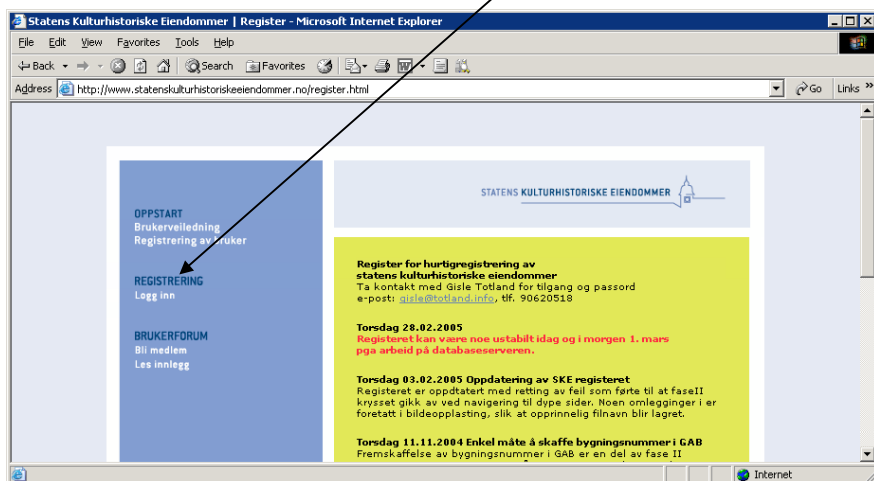 Statens Kulturhistoriske Eiendommer | Register - Microsoft Internet Explorer
File Edit View Favorites Tools Help
Back Search Favorites
Address http://www.statenskulturhistoriskeeiendommer.no/register.html Go Links »
STATENS KULTURHISTORISKE EIENDOMMER
OPPSTART
Brukerveiledning
Registrering av bruker
REGISTRERING
Logg inn
BRUKERFORUM
Bli medlem
Les innlegg
Register for hurtigregistrering av
statens kulturhistoriske eiendommer
Ta kontakt med Gisle Totland for tilgang og passord
e-post: gisle@totland.info, tlf. 90620518
Torsdag 28.02.2005
Registeret kan være noe ustabilt idag og i morgen 1. mars
pga arbeid på databaseserveren.
Torsdag 03.02.2005 Oppdatering av SKE registeret
Registeret er oppdtatert med retting av feil som førte til at faseII
krysset gikk av ved navigering til dype sider. Noen omlegginger i er
foretatt i bildeopplasting, slik at opprinnelig filnavn blir lagret.
Torsdag 11.11.2004 Enkel måte å skaffe bygningsnummer i GAB
Fremskaffelse av bygningsnummer i GAB er en del av fase II
Internet